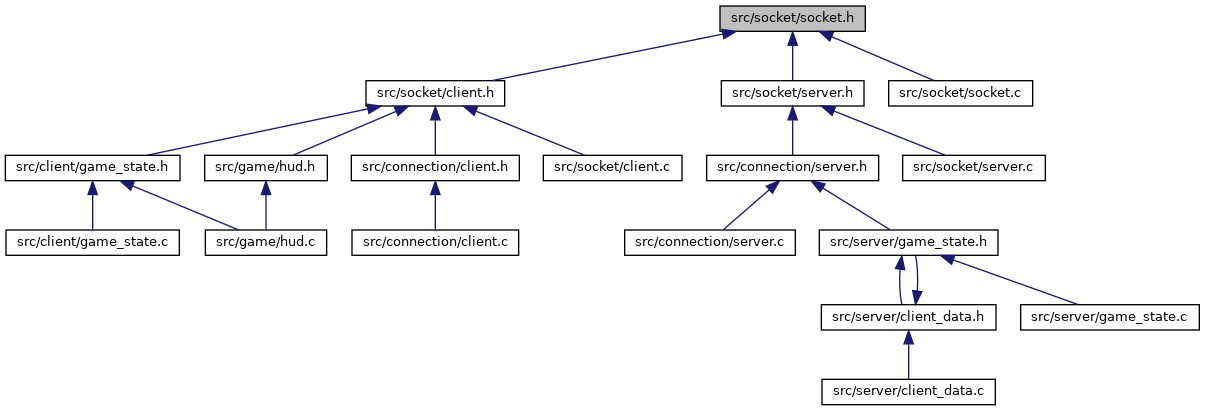 src/socket/socket.h
src/socket/client.h
src/socket/server.h
src/socket/socket.c
src/client/game_state.h
src/game/hud.h
src/connection/client.h
src/socket/client.c
src/connection/server.h
src/socket/server.c
src/client/game_state.c
src/game/hud.c
src/connection/client.c
src/connection/server.c
src/server/game_state.h
src/server/client_data.h
src/server/game_state.c
src/server/client_data.c